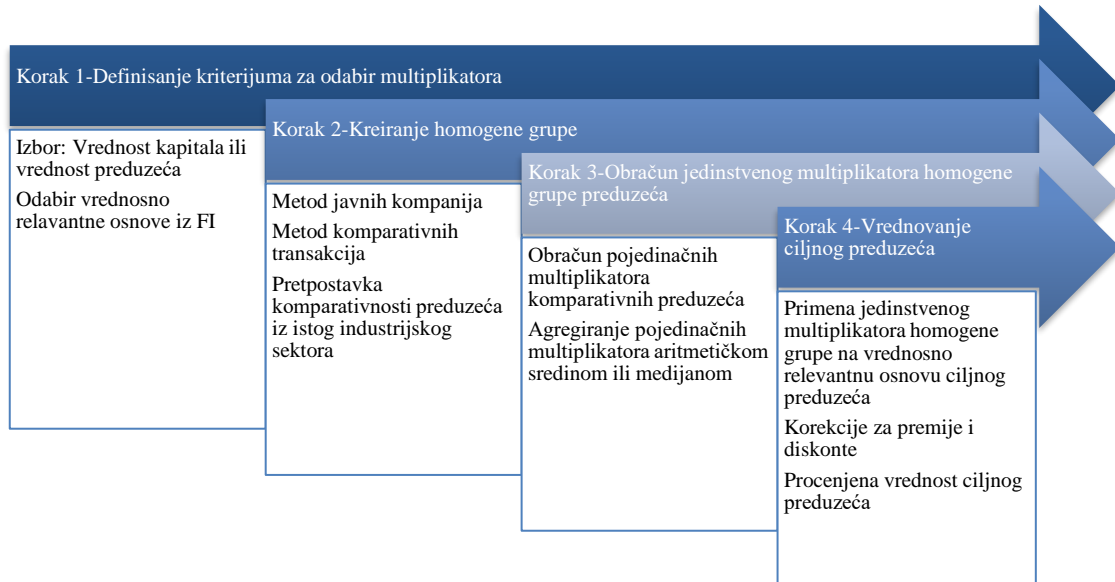 Korak 1-Definisanje kriterijuma za odabir multiplikatora
Izbor: Vrednost kapitala ili
vrednost preduzeća
Odabir vrednosno
relavantne osnove iz FI
Korak 2-Kreiranje homogene grupe
Metod javnih kompanija
Metod komparativnih
transakcija
Pretpostavka
komparativnosti preduzeća
iz istog industrijskog
sektora
Korak 3-Obračun jedinstvenog multiplikatora homogene
grupe preduzeća
Obračun pojedinačnih
multiplikatora
komparativnih preduzeća
Agregiranje pojedinačnih
multiplikatora aritmetičkom
sredinom ili medijanom
Korak 4-Vrednovanje
ciljnog preduzeća
Primena jedinstvenog
multiplikatora homogene
grupe na vrednosno
relevantnu osnovu ciljnog
preduzeća
Korekcije za premije i
diskonte
Procenjena vrednost ciljnog
preduzeća